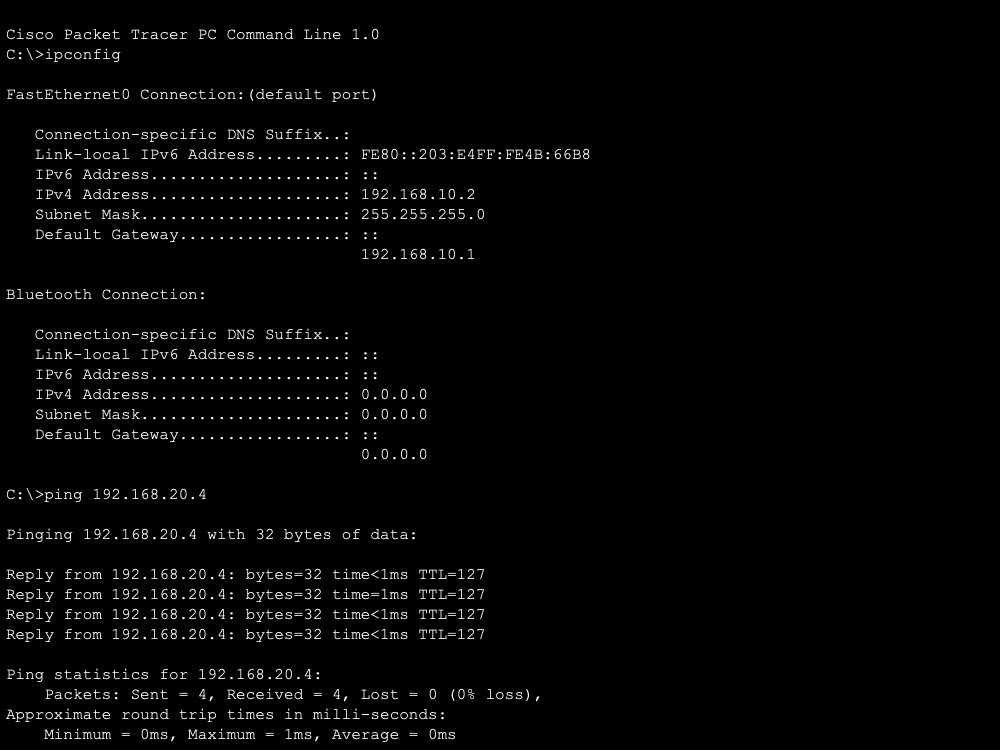 Cisco Packet Tracer PC Command Line 1.0
C:\>ipconfig
FastEthernet0 Connection:(default port)
Connection-specific DNS Suffix..:
Link-local IPv6 Address.........: FE80::203:E4FF:FE4B:66B8
IPv6 Address....................: ::
IPv4 Address....................: 192.168.10.2
Subnet Mask.....................: 255.255.255.0
Default Gateway.................: ::
192.168.10.1
Bluetooth Connection:
Connection-specific DNS Suffix..:
Link-local IPv6 Address.........: ::
IPv6 Address....................: ::
IPv4 Address....................: 0.0.0.0
Subnet Mask.....................: 0.0.0.0
Default Gateway.................: ::
0.0.0.0
C:\>ping 192.168.20.4
Pinging 192.168.20.4 with 32 bytes of data:
Reply from 192.168.20.4: bytes=32 time<1ms TTL=127
Reply from 192.168.20.4: bytes=32 time=1ms TTL=127
Reply from 192.168.20.4: bytes=32 time<1ms TTL=127
Reply from 192.168.20.4: bytes=32 time<1ms TTL=127
Ping statistics for 192.168.20.4:
Packets: Sent = 4, Received = 4, Lost = 0 (0% loss),
Approximate round trip times in milli-seconds:
Minimum = 0ms, Maximum = 1ms, Average = 0ms